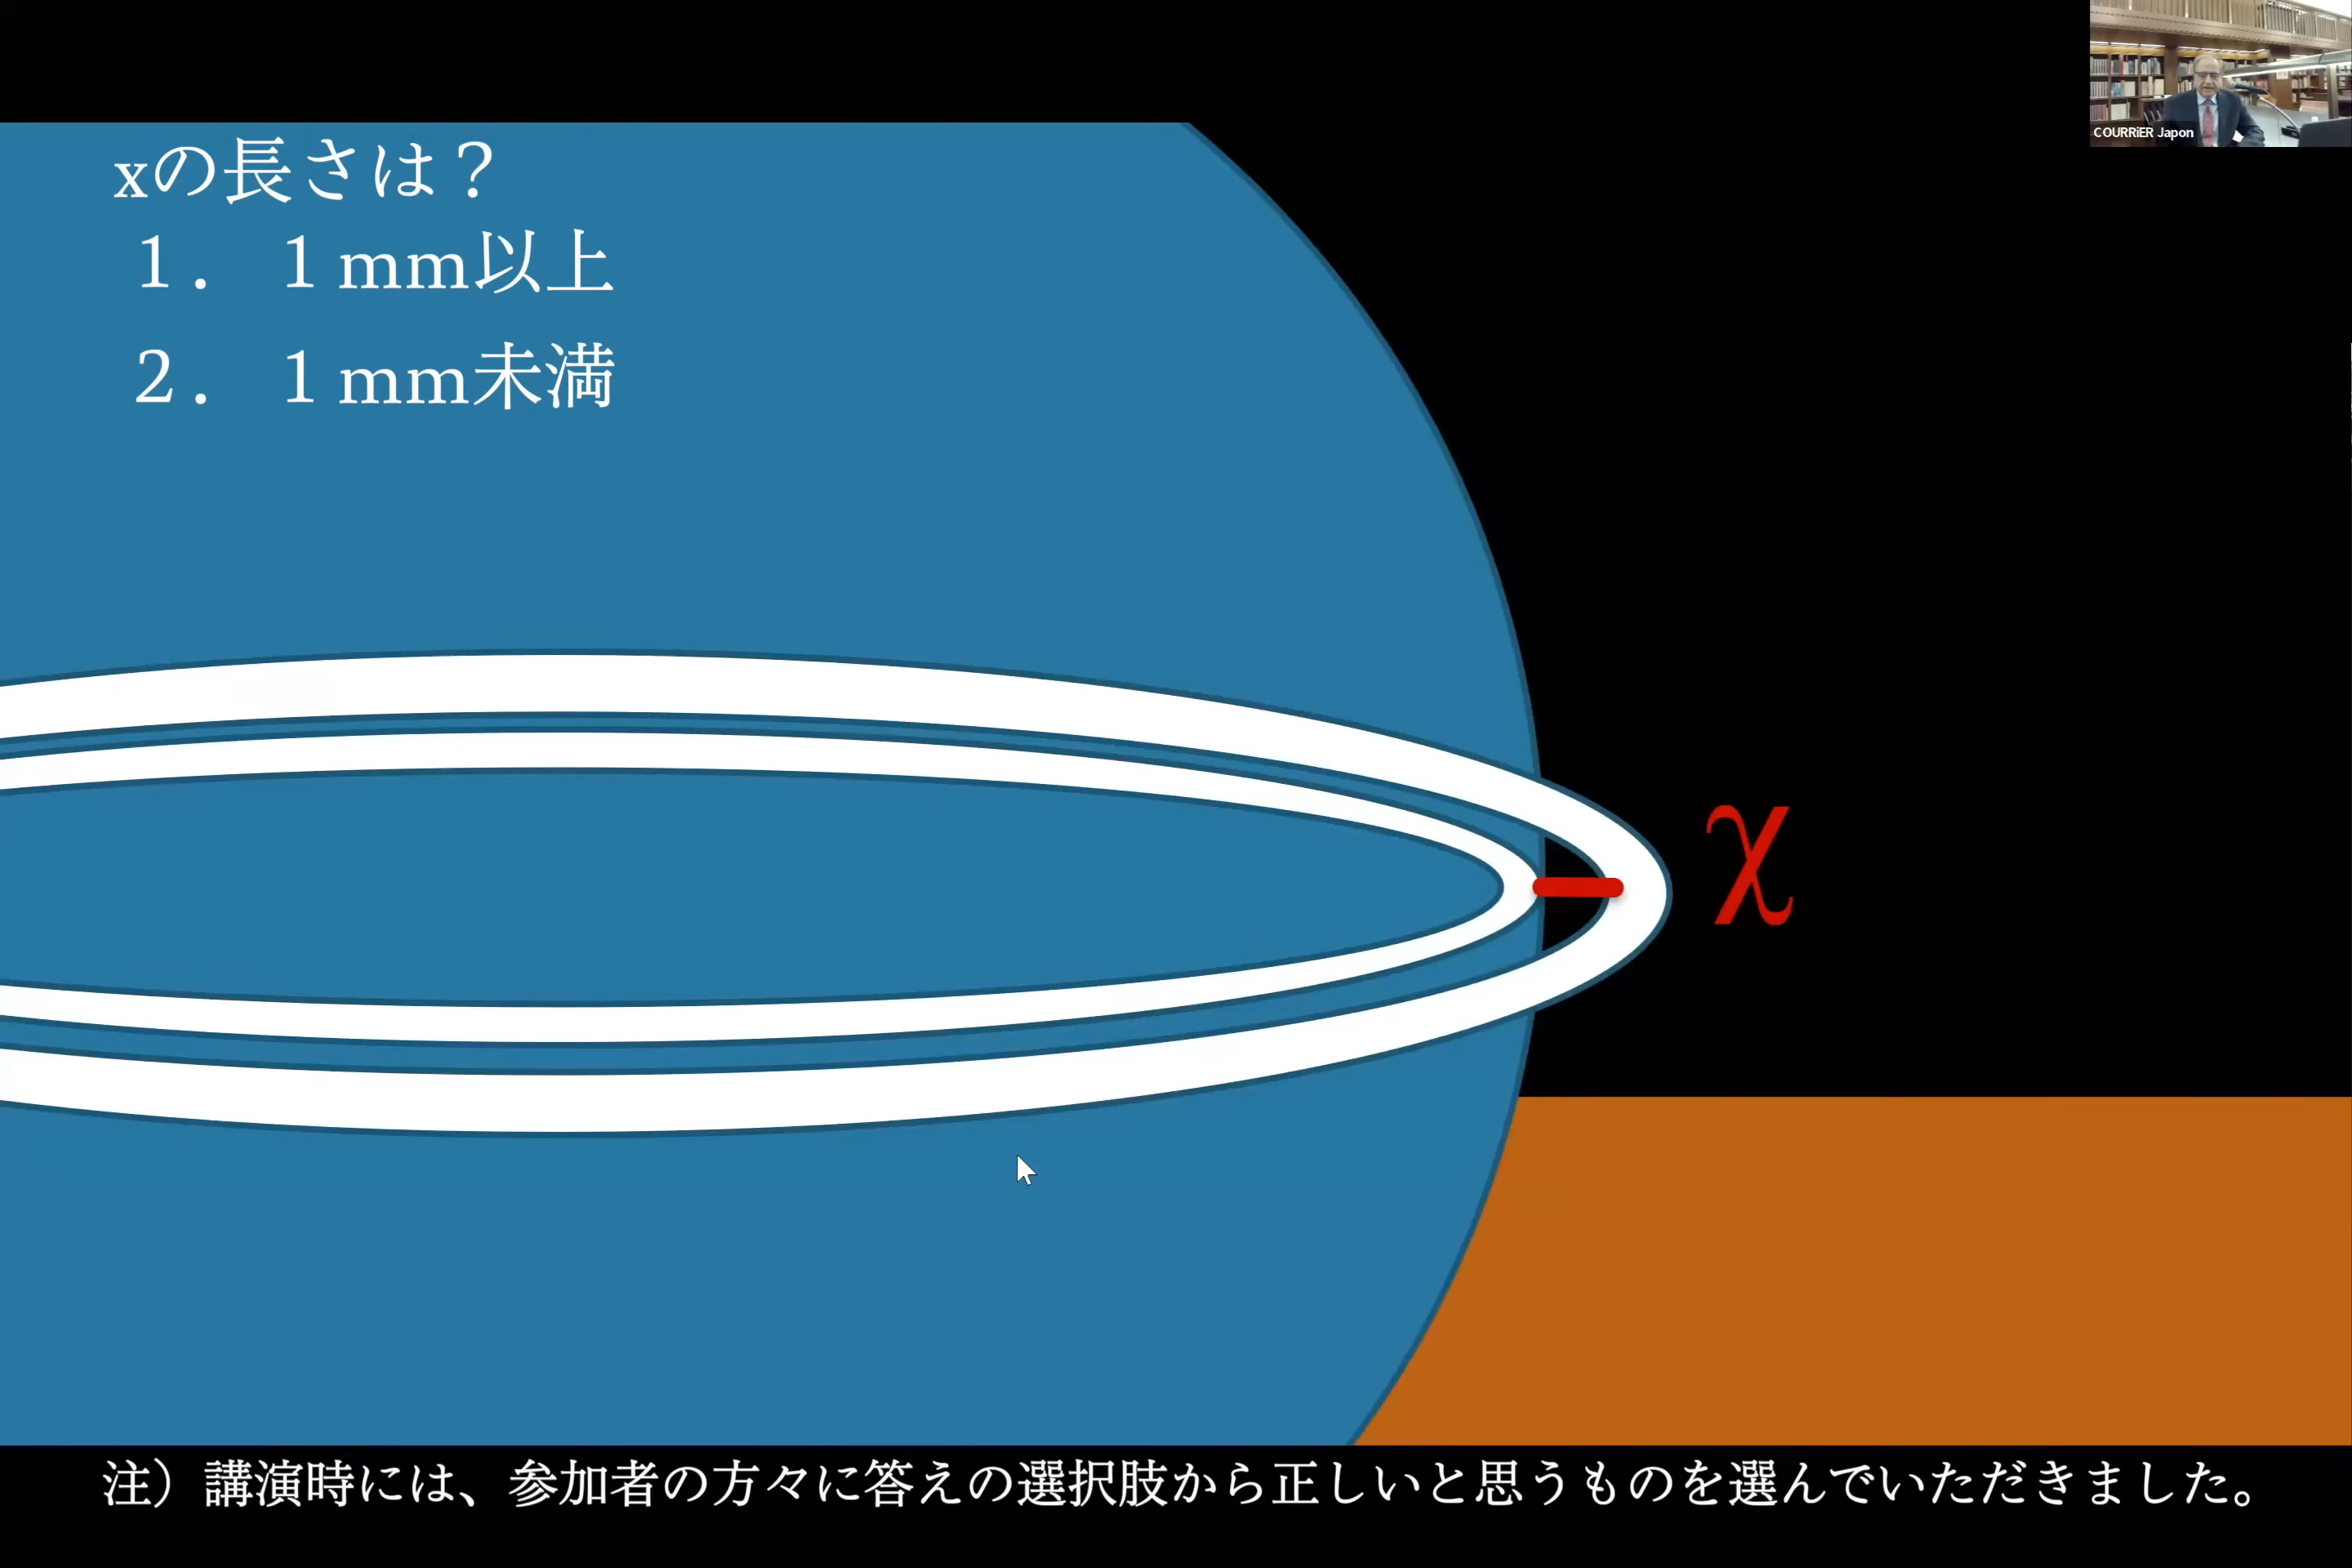 COURRiER Japon
xの長さは？
１． １mm以上
２． １mm未満
χ
注）講演時には、参加者の方々に答えの選択肢から正しいと思うものを選んでいただきました。